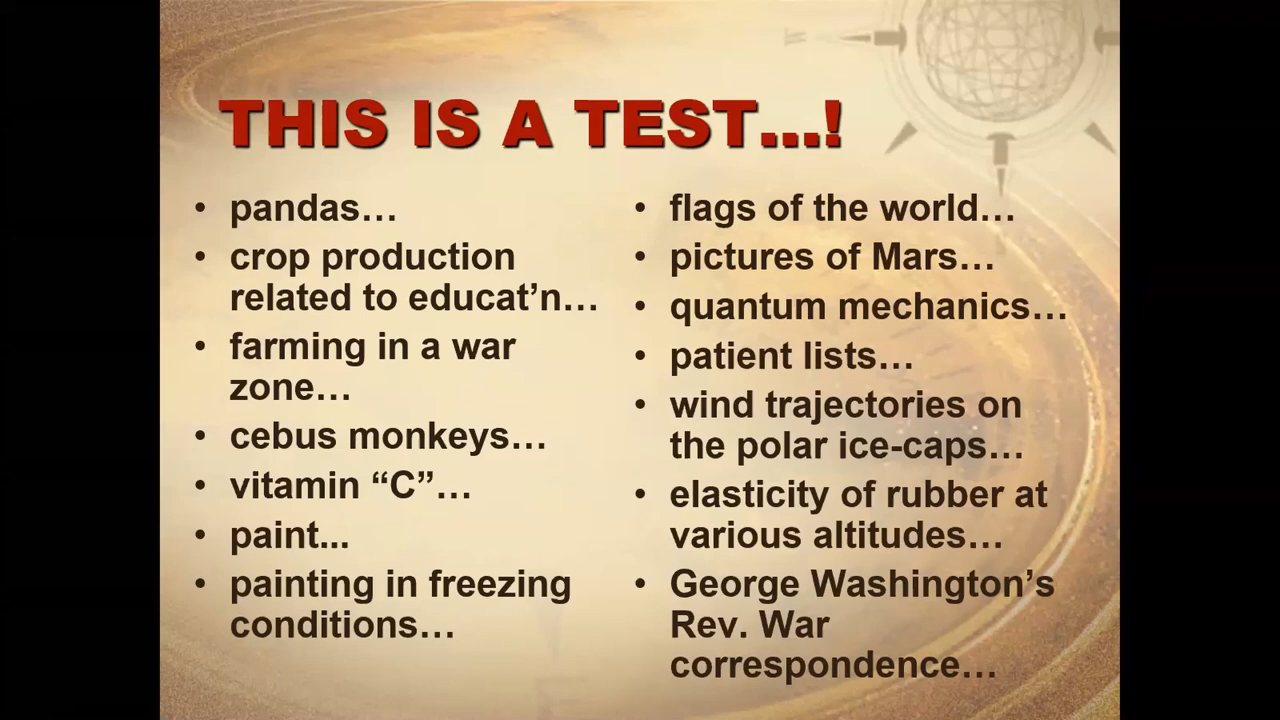 THIS IS A TEST...!
• pandas…
• crop production
related to educat’n…
• farming in a war
zone…
• cebus monkeys…
• vitamin “C”…
• paint...
• painting in freezing
conditions…
• flags of the world…
• pictures of Mars…
• quantum mechanics…
• patient lists…
• wind trajectories on
the polar ice-caps…
• elasticity of rubber at
various altitudes…
• George Washington’s
Rev. War
correspondence…